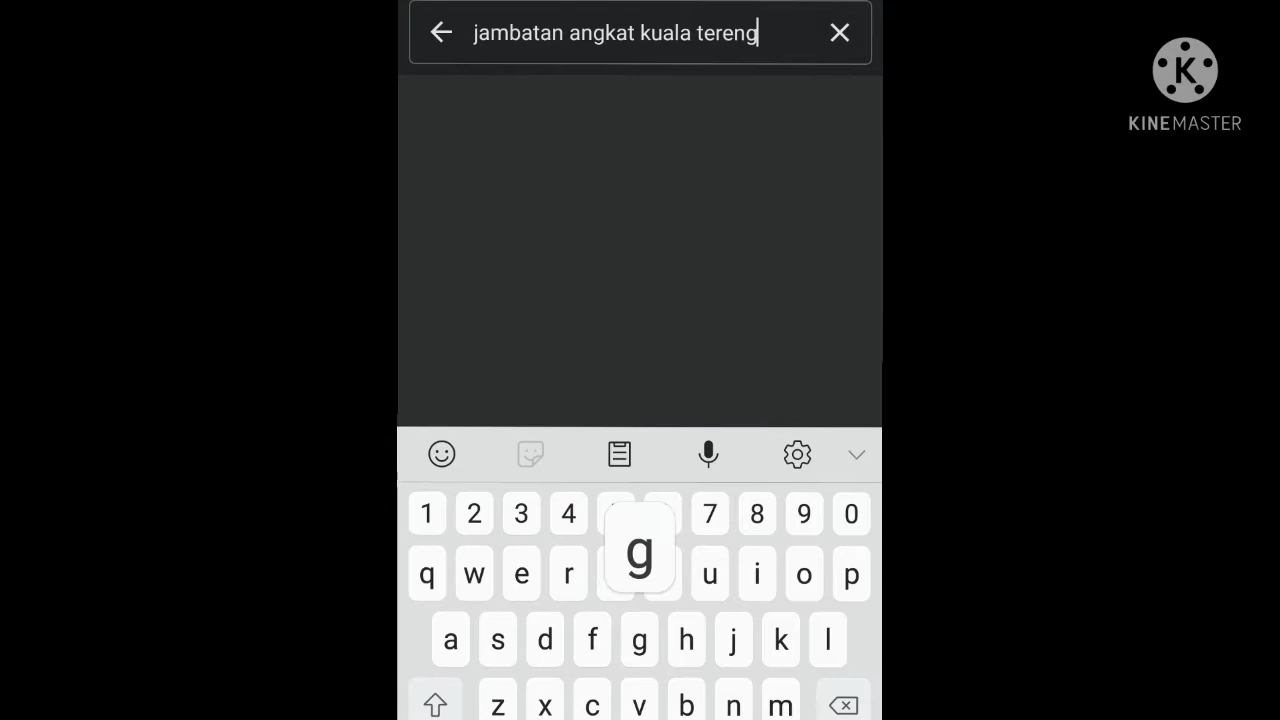 jambatan angkat kuala tereng
KINEMASTER
1 2 3 4 7 8 9 0
g
q w e r u i o p
a s d f g h j k l
z x c v b n m